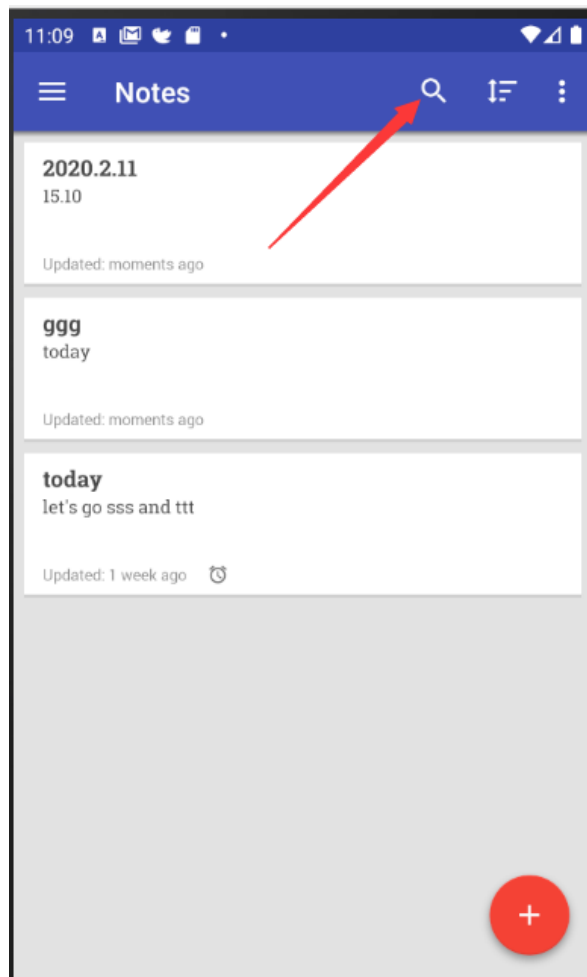 11:09
Notes
2020.2.11
15.10
Updated: moments ago
ggg
today
Updated: moments ago
today
let's go sss and ttt
Updated: 1 week ago